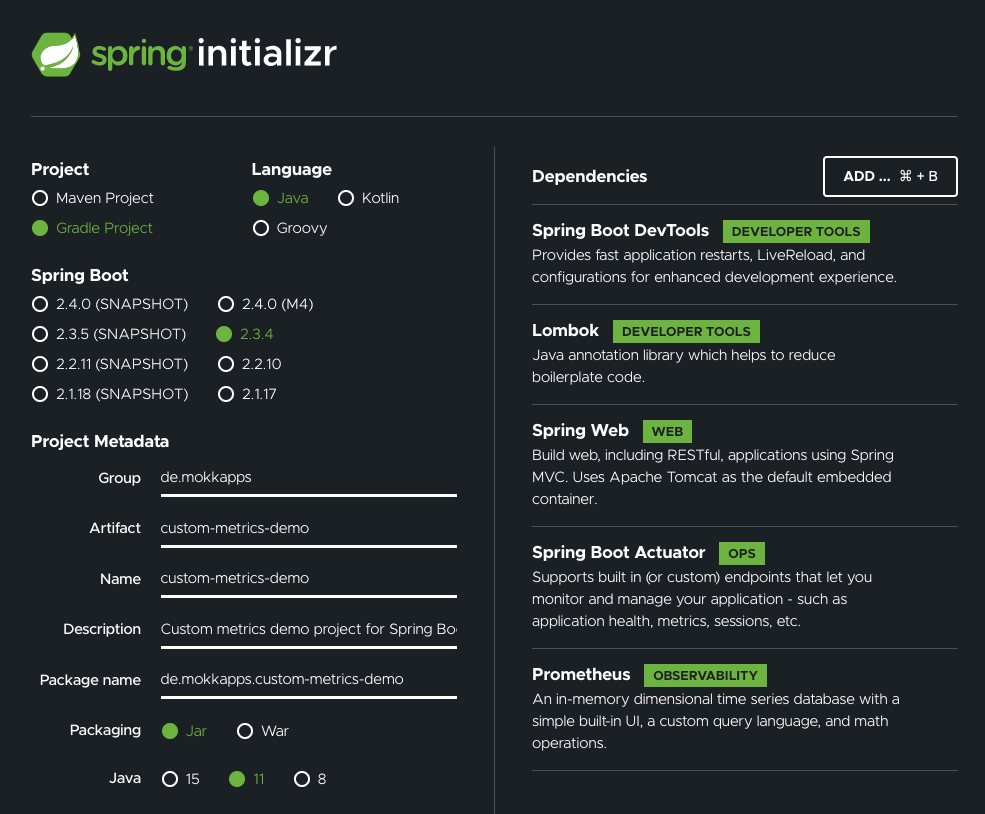 spring initializr
Project
Maven Project
Gradle Project
Language
Java Kotlin
Groovy
Spring Boot
2.4.0 (SNAPSHOT) 2.4.0 (M4)
2.3.5 (SNAPSHOT) 2.3.4
2.2.11 (SNAPSHOT) 2.2.10
2.1.18 (SNAPSHOT) 2.1.17
Project Metadata
Group de.mokkapps
Artifact custom-metrics-demo
Name custom-metrics-demo
Description Custom metrics demo project for Spring Bo
Package name de.mokkapps.custom-metrics-demo
Packaging Jar War
Java 15 11 8
Dependencies ADD ... ⌘ + B
Spring Boot DevTools DEVELOPER TOOLS
Provides fast application restarts, LiveReload, and
configurations for enhanced development experience.
Lombok DEVELOPER TOOLS
Java annotation library which helps to reduce
boilerplate code.
Spring Web WEB
Build web, including RESTful, applications using Spring
MVC. Uses Apache Tomcat as the default embedded
container.
Spring Boot Actuator OPS
Supports built in (or custom) endpoints that let you
monitor and manage your application - such as
application health, metrics, sessions, etc.
Prometheus OBSERVABILITY
An in-memory dimensional time series database with a
simple built-in UI, a custom query language, and math
operations.